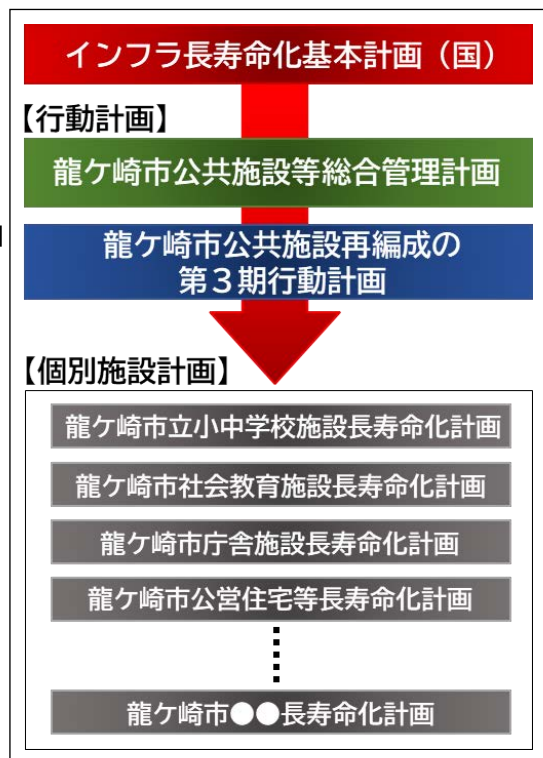 インフラ長寿命化基本計画（国）
【行動計画】
龍ケ崎市公共施設等総合管理計画
龍ケ崎市公共施設再編成の
第３期行動計画
【個別施設計画】
龍ケ崎市立小中学校施設長寿命化計画
龍ケ崎市社会教育施設長寿命化計画
龍ケ崎市庁舎施設長寿命化計画
龍ケ崎市公営住宅等長寿命化計画
龍ケ崎市●●長寿命化計画